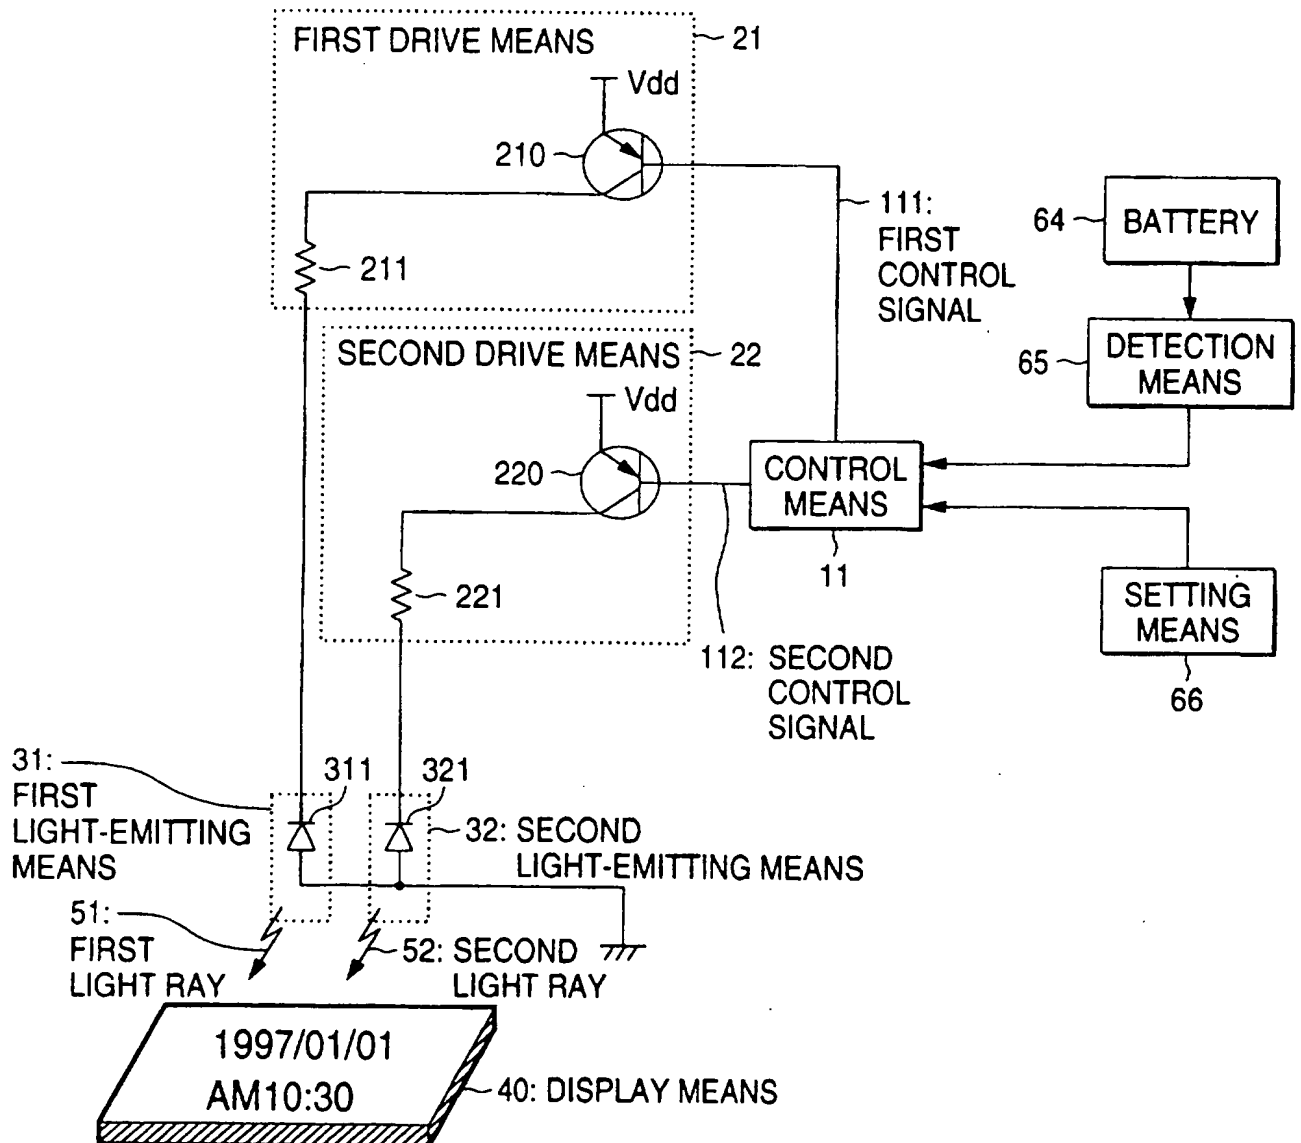 FIRST DRIVE MEANS
21
Vdd
210
211
111:
FIRST
CONTROL
SIGNAL
64
BATTERY
65
DETECTION
MEANS
SECOND DRIVE MEANS
22
Vdd
220
221
CONTROL
MEANS
11
112: SECOND
CONTROL
SIGNAL
SETTING
MEANS
66
31:
FIRST
LIGHT-EMITTING
MEANS
311
321
32: SECOND
LIGHT-EMITTING MEANS
51:
FIRST
LIGHT RAY
52: SECOND
LIGHT RAY
1997/01/01
AM10:30
40: DISPLAY MEANS